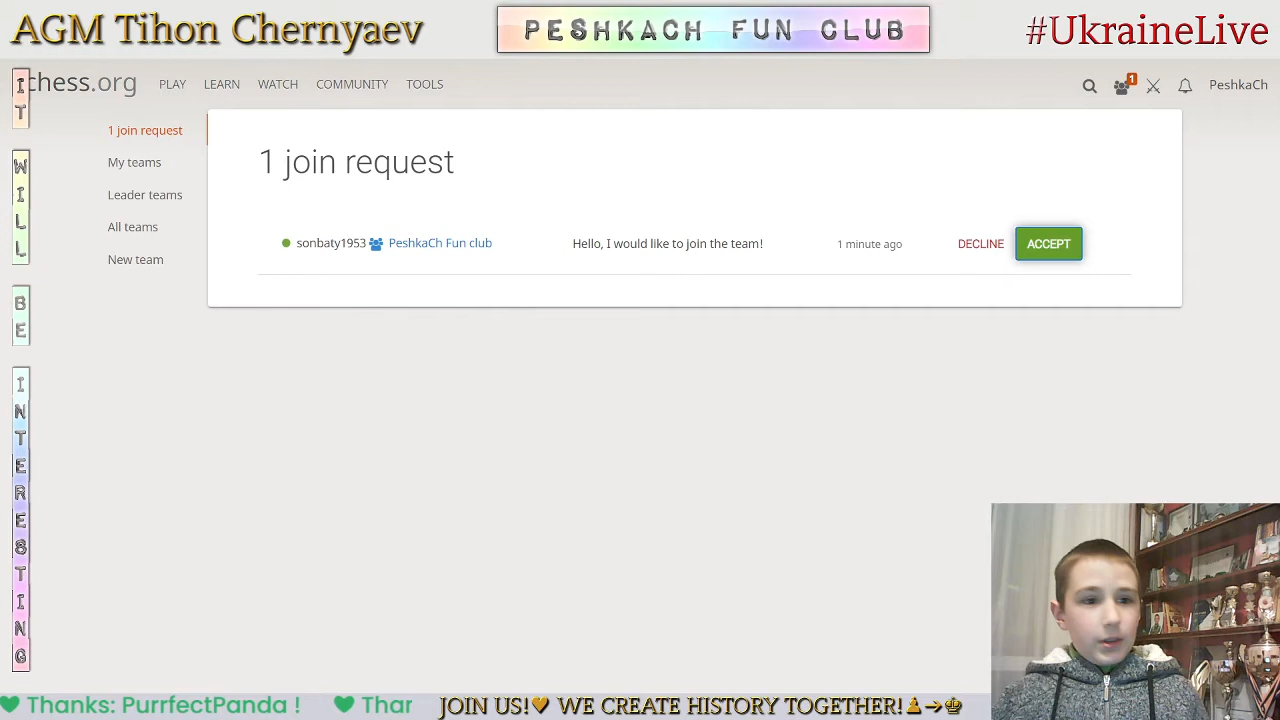 AGM Tihon Chernyaev
PESHKACH FUN CLUB
#UkraineLive
chess.org
PLAY
LEARN
WATCH
COMMUNITY
TOOLS
1
PeshkaCh
IT WILL BE INTERESTING
1 join request
My teams
Leader teams
All teams
New team
1 join request
sonbaty1953 PeshkaCh Fun club
Hello, I would like to join the team!
1 minute ago
DECLINE
ACCEPT
Thanks: PurrfectPanda !
Thar
JOIN US! WE CREATE HISTORY TOGETHER!